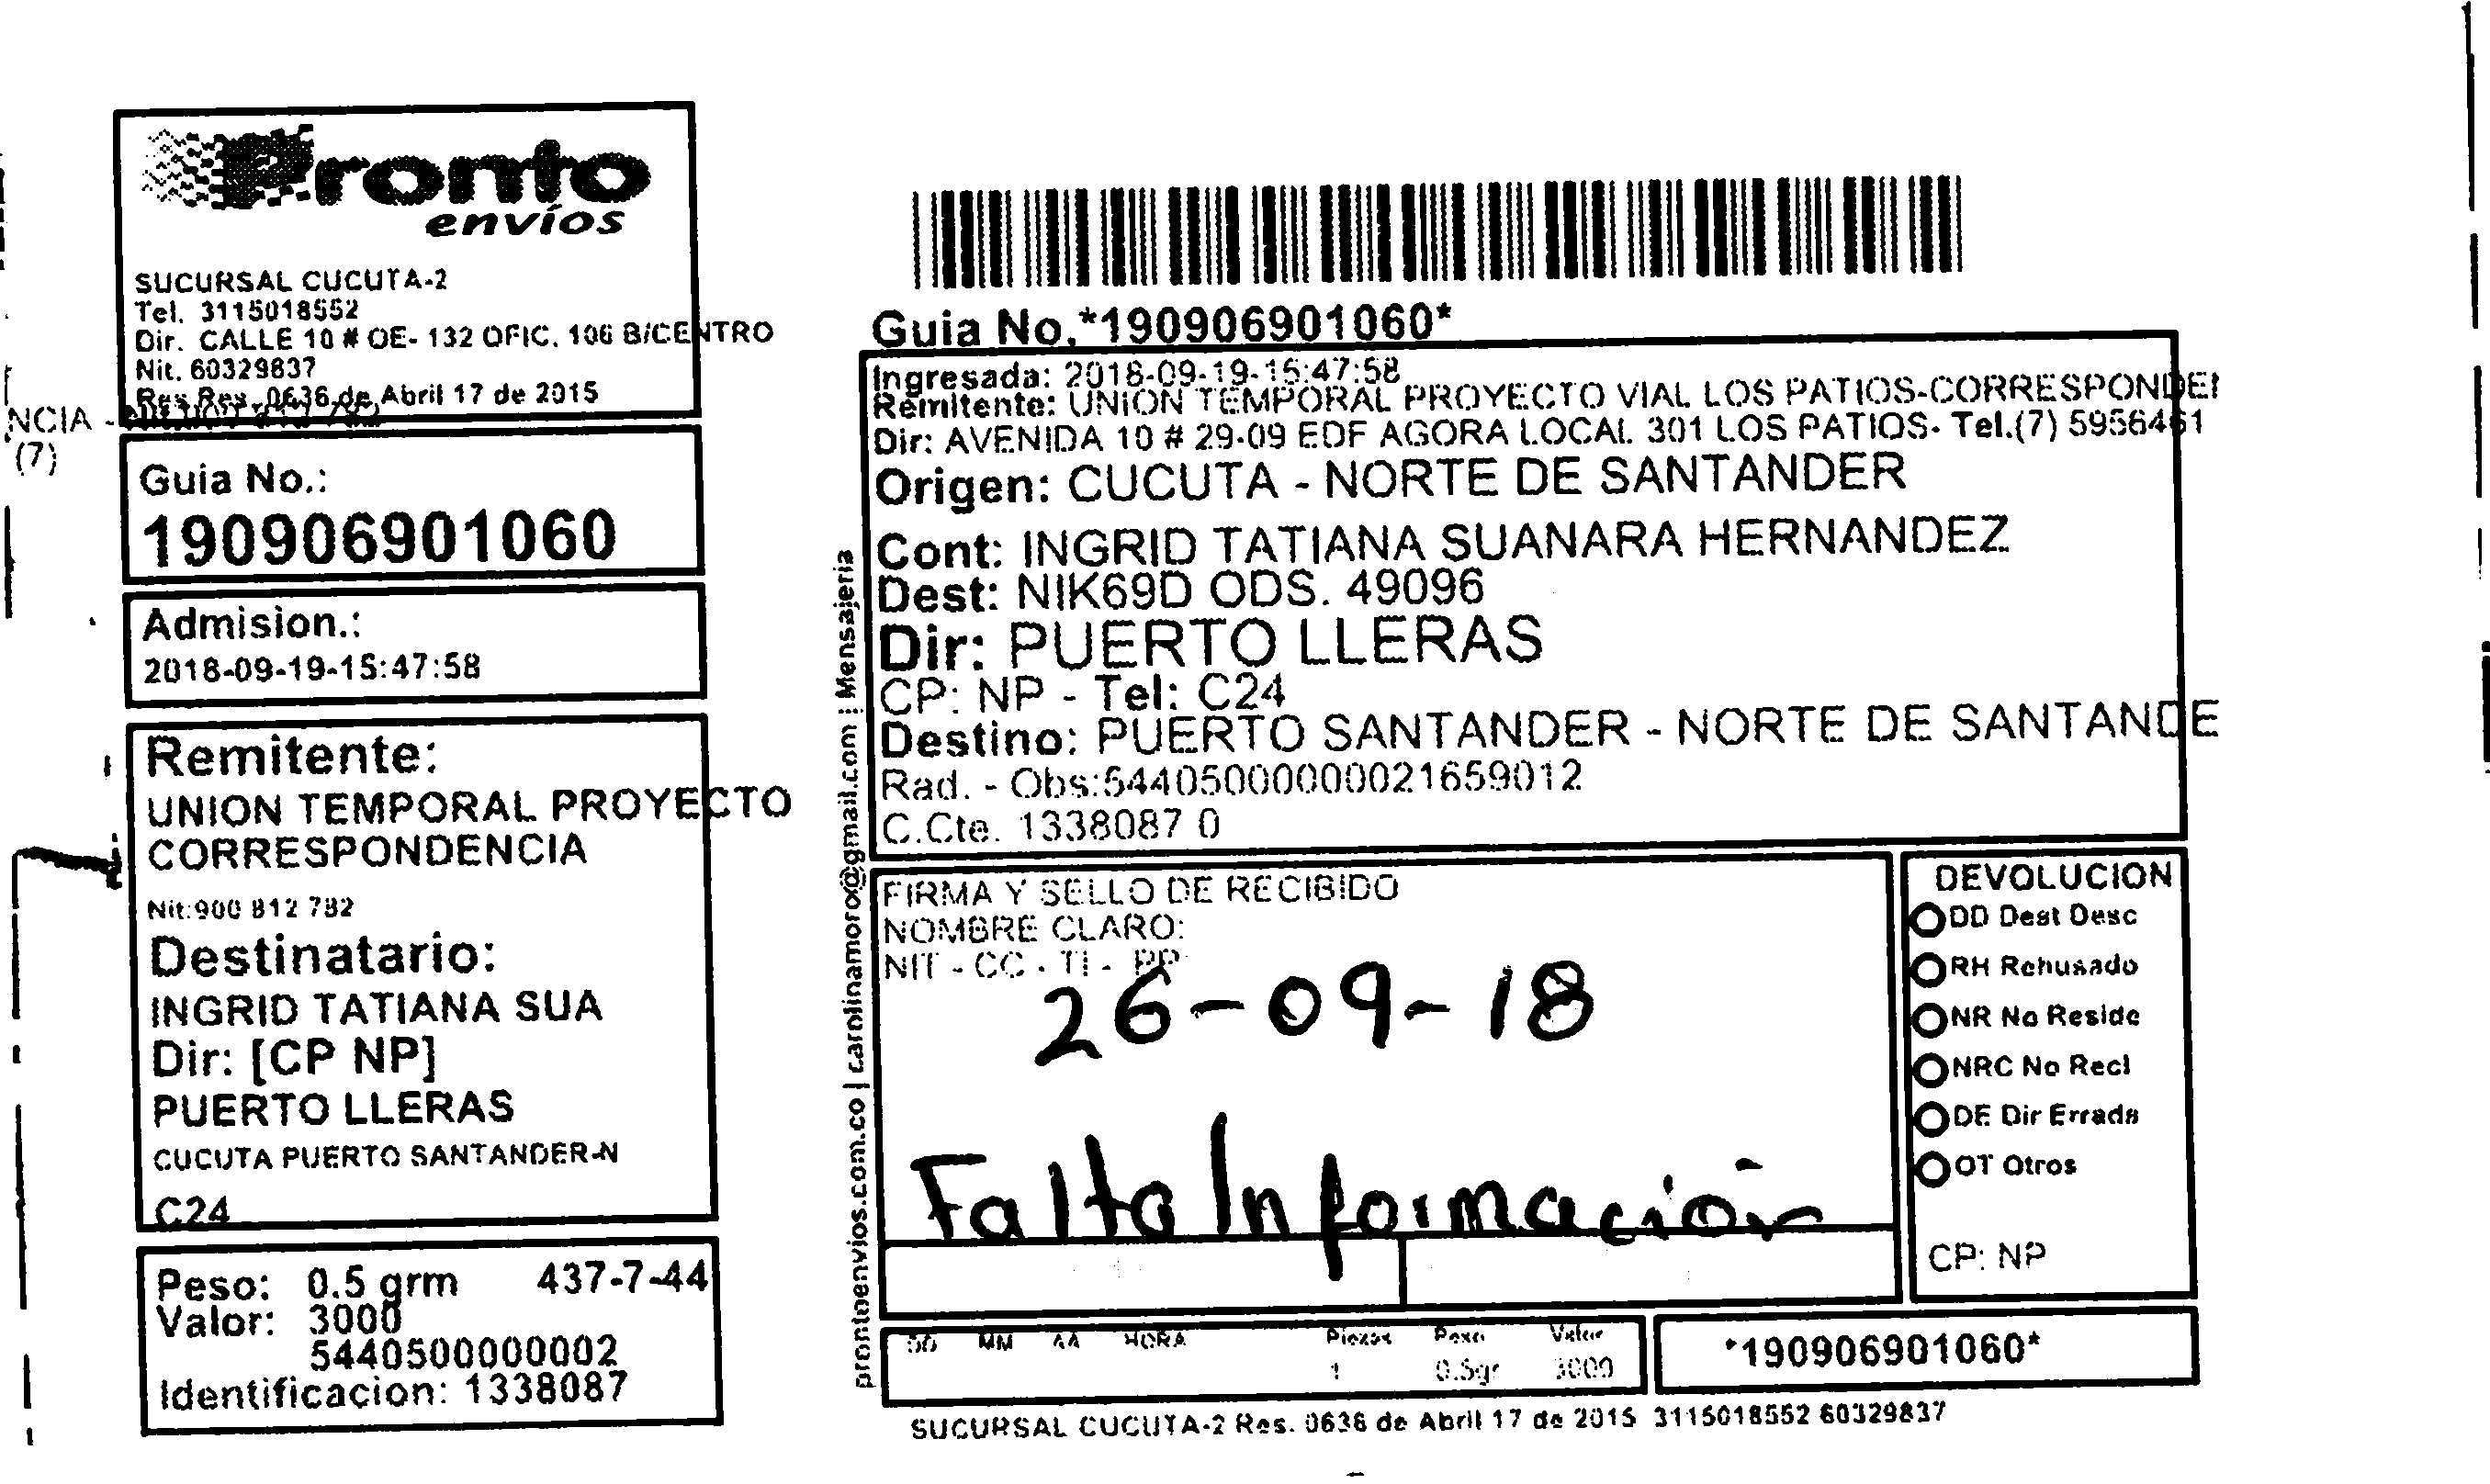 Pronto
envíos
SUCURSAL CUCUTA-2
Tel. 3115018552
Dir. CALLE 10 # OE- 132 OFIC. 106 B/CENTRO
Nit. 60329837
Res Res. 0636 de Abril 17 de 2015
NCIA -
(7)
Guia No.:
190906901060
Admision.:
2018-09-19-15:47:58
Remitente:
UNION TEMPORAL PROYECTO
CORRESPONDENCIA
Nit:900 812 782
Destinatario:
INGRID TATIANA SUA
Dir: [CP NP]
PUERTO LLERAS
CUCUTA PUERTO SANTANDER-N
C24
Peso: 0.5 grm 437-7-44
Valor: 3000
5440500000002
Identificacion: 1338087
prontoenvios.com.co | carolinamoro@gmail.com | Mensajeria
Guia No.*190906901060*
Ingresada: 2018-09-19-15:47:58
Remitente: UNION TEMPORAL PROYECTO VIAL LOS PATIOS-CORRESPONDEI
Dir: AVENIDA 10 # 29-09 EDF AGORA LOCAL 301 LOS PATIOS- Tel.(7) 5956461
Origen: CUCUTA - NORTE DE SANTANDER
Cont: INGRID TATIANA SUANARA HERNANDEZ
Dest: NIK69D ODS. 49096
Dir: PUERTO LLERAS
CP: NP - Tel: C24
Destino: PUERTO SANTANDER - NORTE DE SANTANDE
Rad. - Obs:54405000000021659012
C.Cte. 1338087 0
FIRMA Y SELLO DE RECIBIDO
NOMBRE CLARO:
NIT - CC - TI - PP
26-09-18
Falta Información
DEVOLUCION
DD Dest Desc
RH Rehusado
NR No Reside
NRC No Recl
DE Dir Errada
OT Otros
CP: NP
MM AA HORA Piezas Peso Valor
1 0.5gr 3000
*190906901060*
SUCURSAL CUCUTA-2 Res. 0636 de Abril 17 de 2015 3115018552 60329837